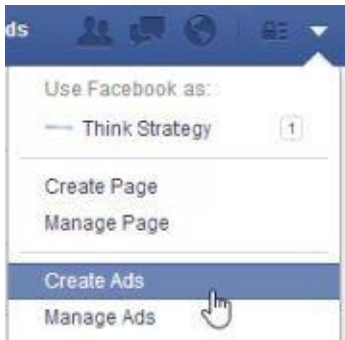 ds
Use Facebook as:
Think Strategy 1
Create Page
Manage Page
Create Ads
Manage Ads